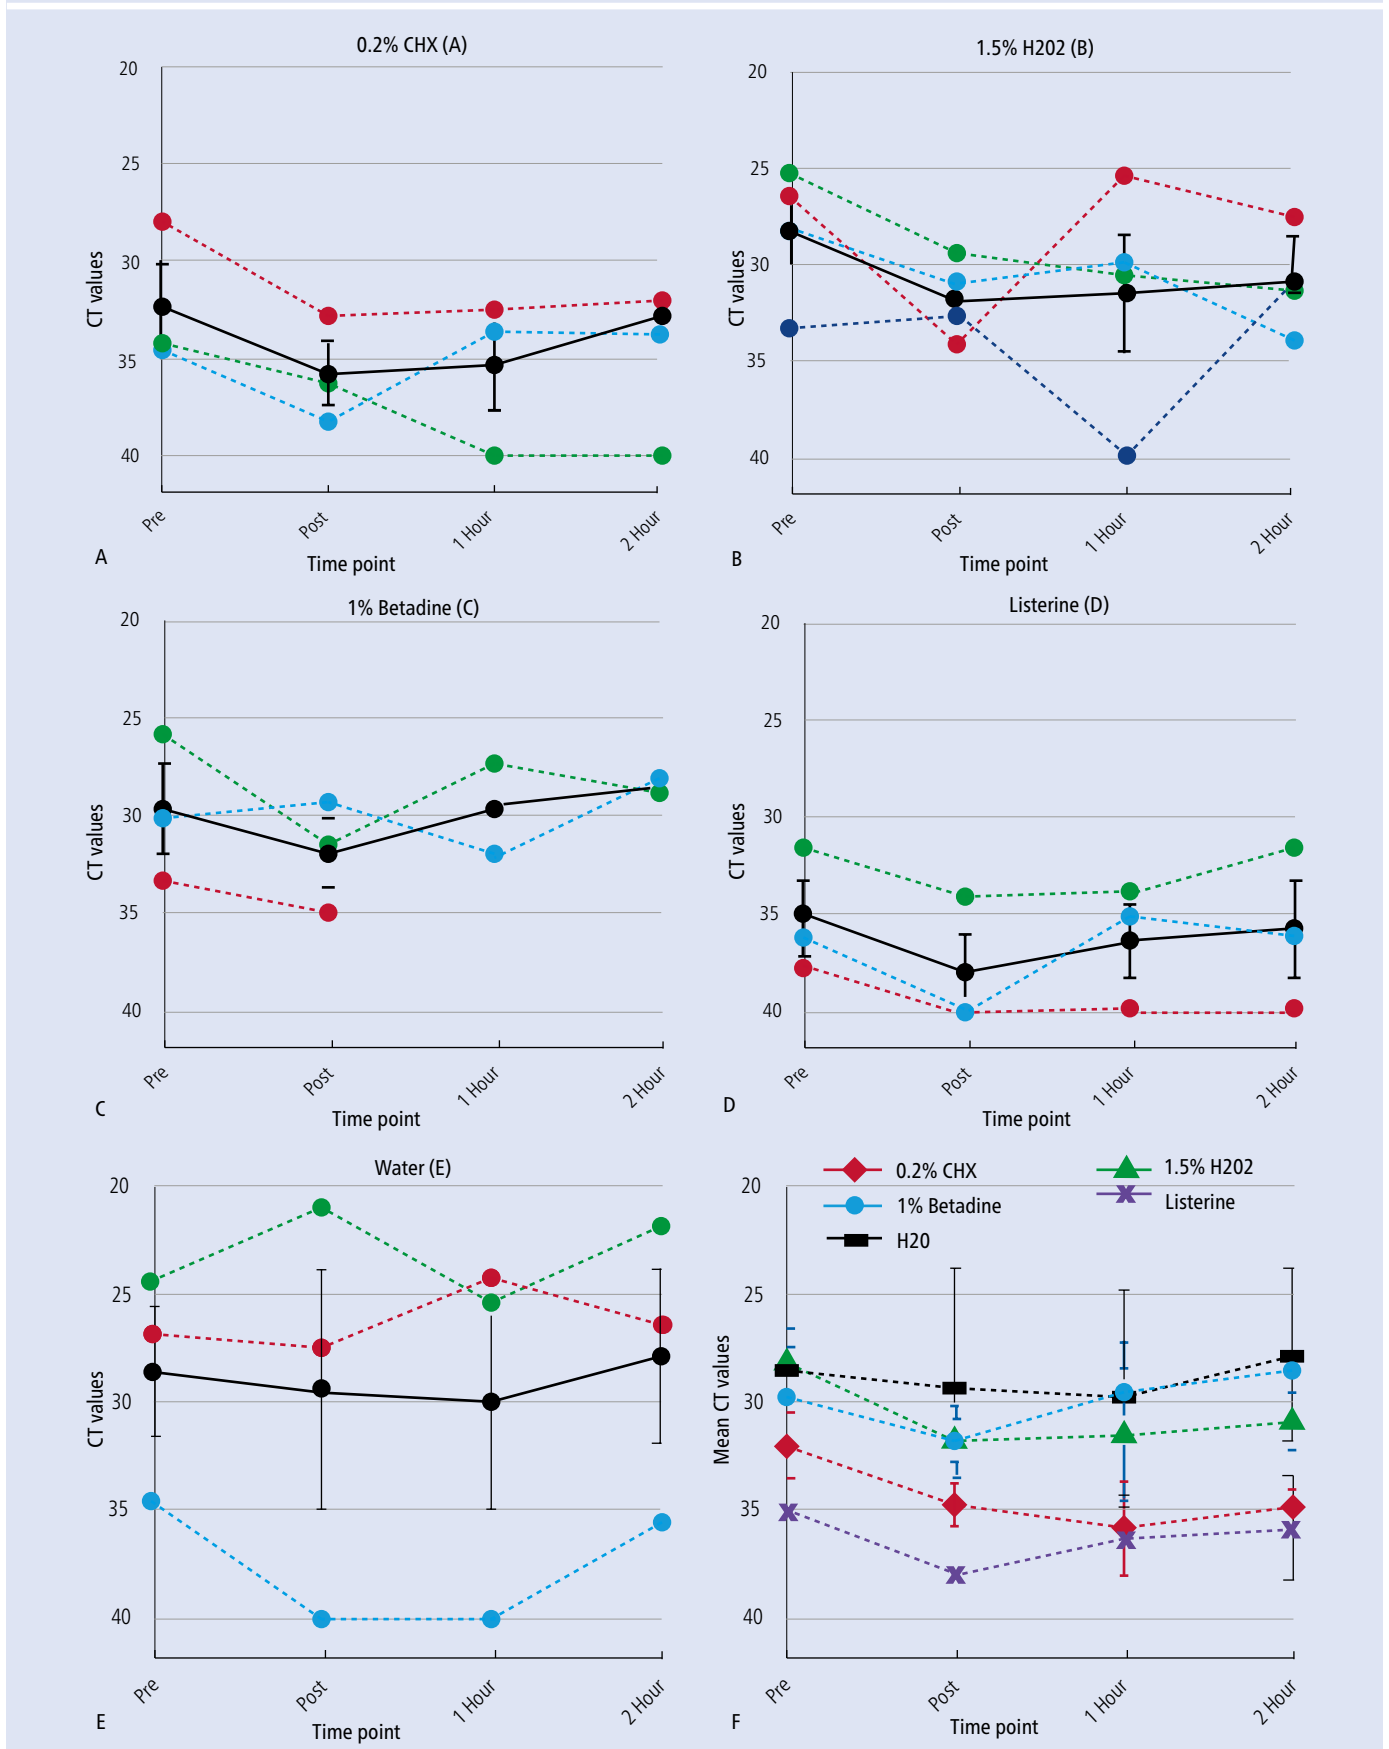 0.2% CHX (A)
20
25
30
35
40
CT values
Pre
Post
1 Hour
2 Hour
Time point
A
1.5% H202 (B)
20
25
30
35
40
CT values
Pre
Post
1 Hour
2 Hour
Time point
B
1% Betadine (C)
20
25
30
35
40
CT values
Pre
Post
1 Hour
2 Hour
Time point
C
Listerine (D)
20
25
30
35
40
CT values
Pre
Post
1 Hour
2 Hour
Time point
D
Water (E)
20
25
30
35
40
CT values
Pre
Post
1 Hour
2 Hour
Time point
E
0.2% CHX
1.5% H202
1% Betadine
Listerine
H20
20
25
30
35
40
Mean CT values
Pre
Post
1 Hour
2 Hour
Time point
F